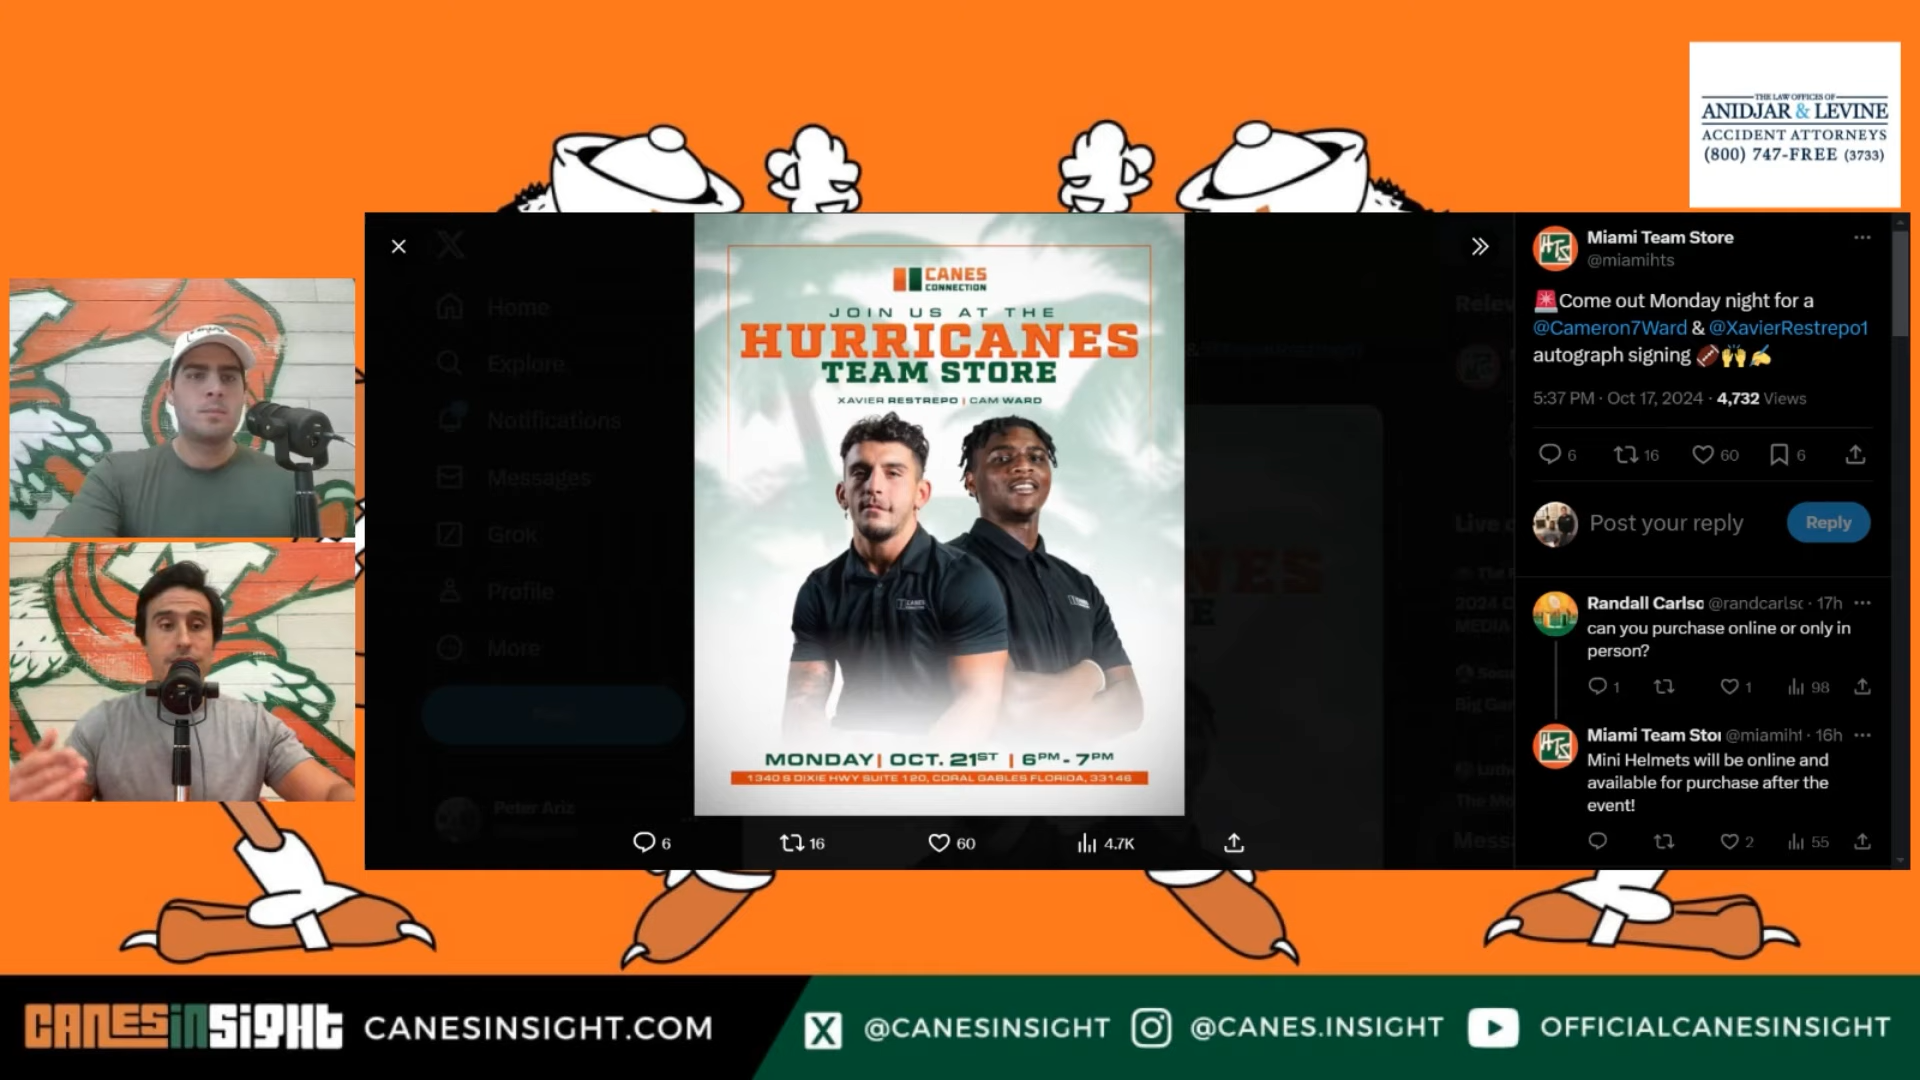 THE LAW OFFICES OF
ANIDJAR & LEVINE
ACCIDENT ATTORNEYS
(800) 747-FREE (3733)
Home
Explore
Notifications
Messages
Grok
Profile
More
Peter Ariz
CANES
CONNECTION
JOIN US AT THE
HURRICANES
TEAM STORE
XAVIER RESTREPO | CAM WARD
MONDAY | OCT. 21ST | 6PM - 7PM
1340 S DIXIE HWY SUITE 120, CORAL GABLES FLORIDA, 33146
6
16
60
4.7K
Miami Team Store
@miamihts
🚨Come out Monday night for a
@Cameron7Ward & @XavierRestrepo1
autograph signing 🏈🙌✍️
5:37 PM · Oct 17, 2024 · 4,732 Views
6
16
60
6
Post your reply
Reply
Randall Carlsc @randcarlsc · 17h
can you purchase online or only in
person?
1
1
98
Miami Team Stor @miamiht · 16h
Mini Helmets will be online and
available for purchase after the
event!
2
55
CANESINSIGHT
CANESINSIGHT.COM
@CANESINSIGHT
@CANES.INSIGHT
OFFICIALCANESINSIGHT